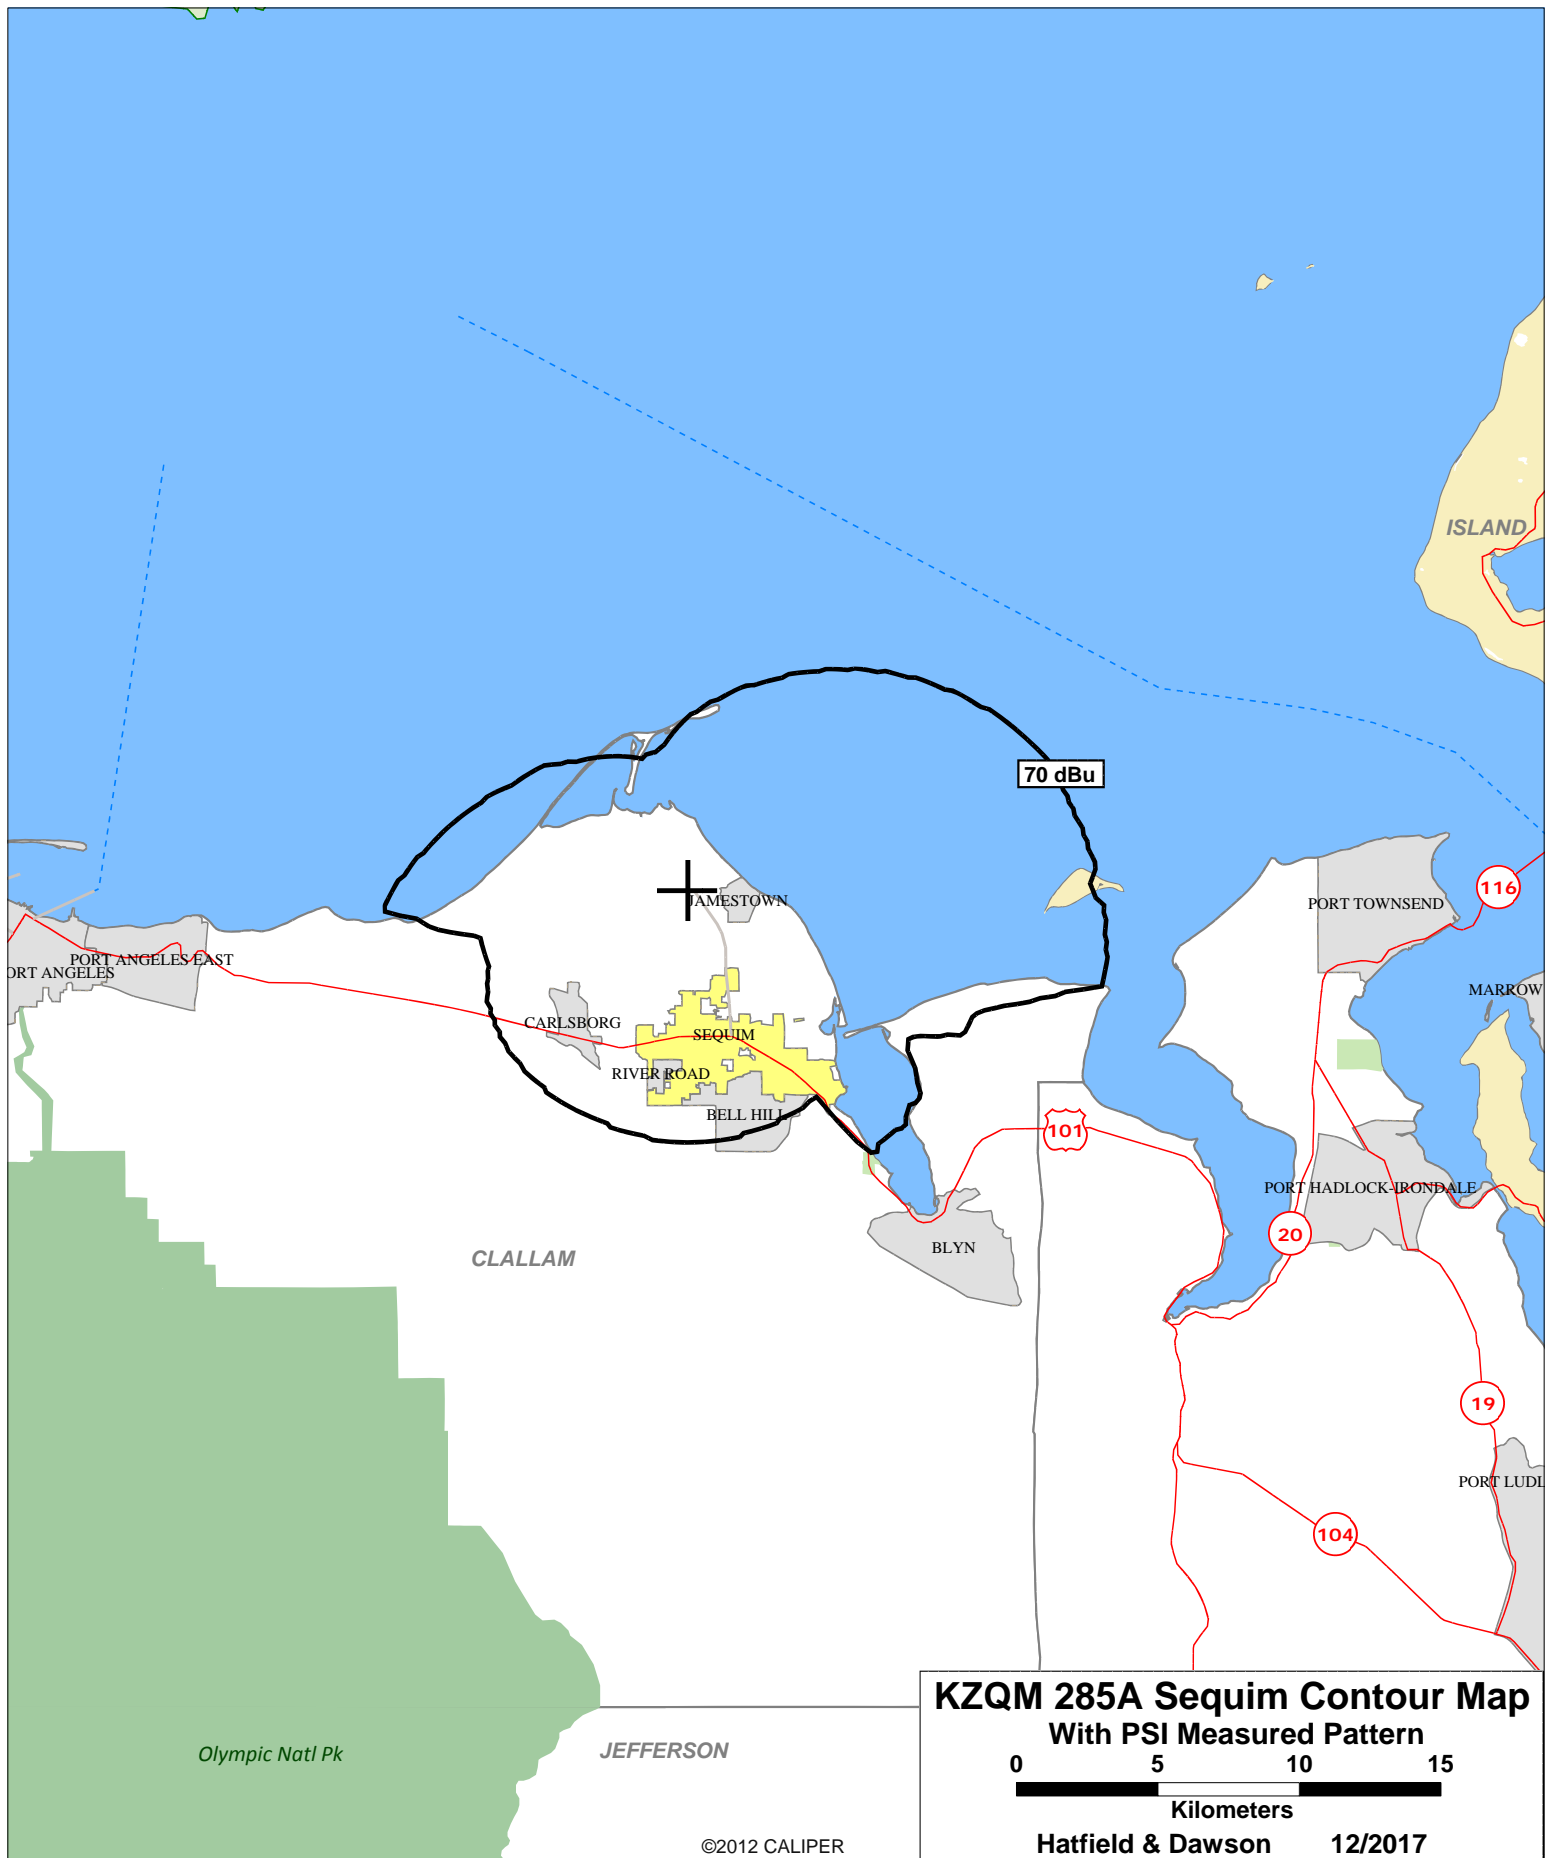 ISLAND
70 dBu
116
PORT TOWNSEND
JAMESTOWN
PORT ANGELES EAST
ORT ANGELES
MARROW
CARLSBORG
SEQUIM
RIVER ROAD
BELL HILL
101
PORT HADLOCK-IRONDALE
20
BLYN
CLALLAM
19
PORT LUDL
104
KZQM 285A Sequim Contour Map
With PSI Measured Pattern
0 5 10 15
Kilometers
Hatfield & Dawson 12/2017
Olympic Natl Pk
JEFFERSON
©2012 CALIPER